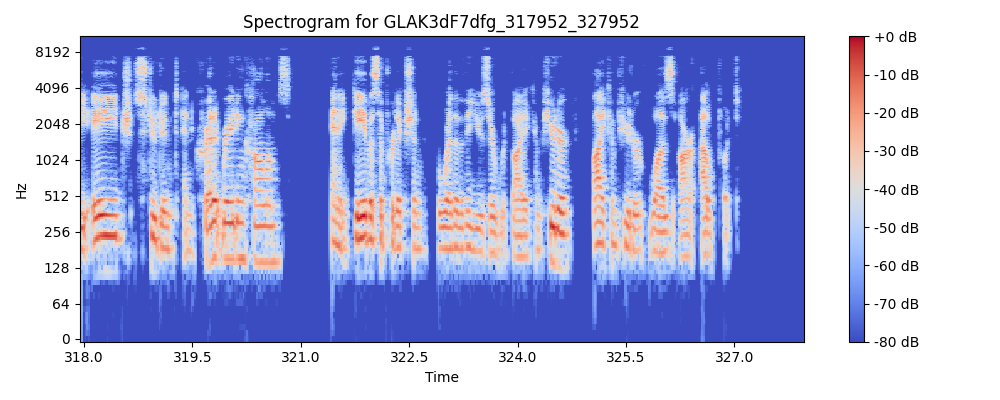 Spectrogram for GLAK3dF7dfg_317952_327952
8192
4096
2048
1024
512
256
128
64
0
Hz
318.0 319.5 321.0 322.5 324.0 325.5 327.0
Time
+0 dB
-10 dB
-20 dB
-30 dB
-40 dB
-50 dB
-60 dB
-70 dB
-80 dB